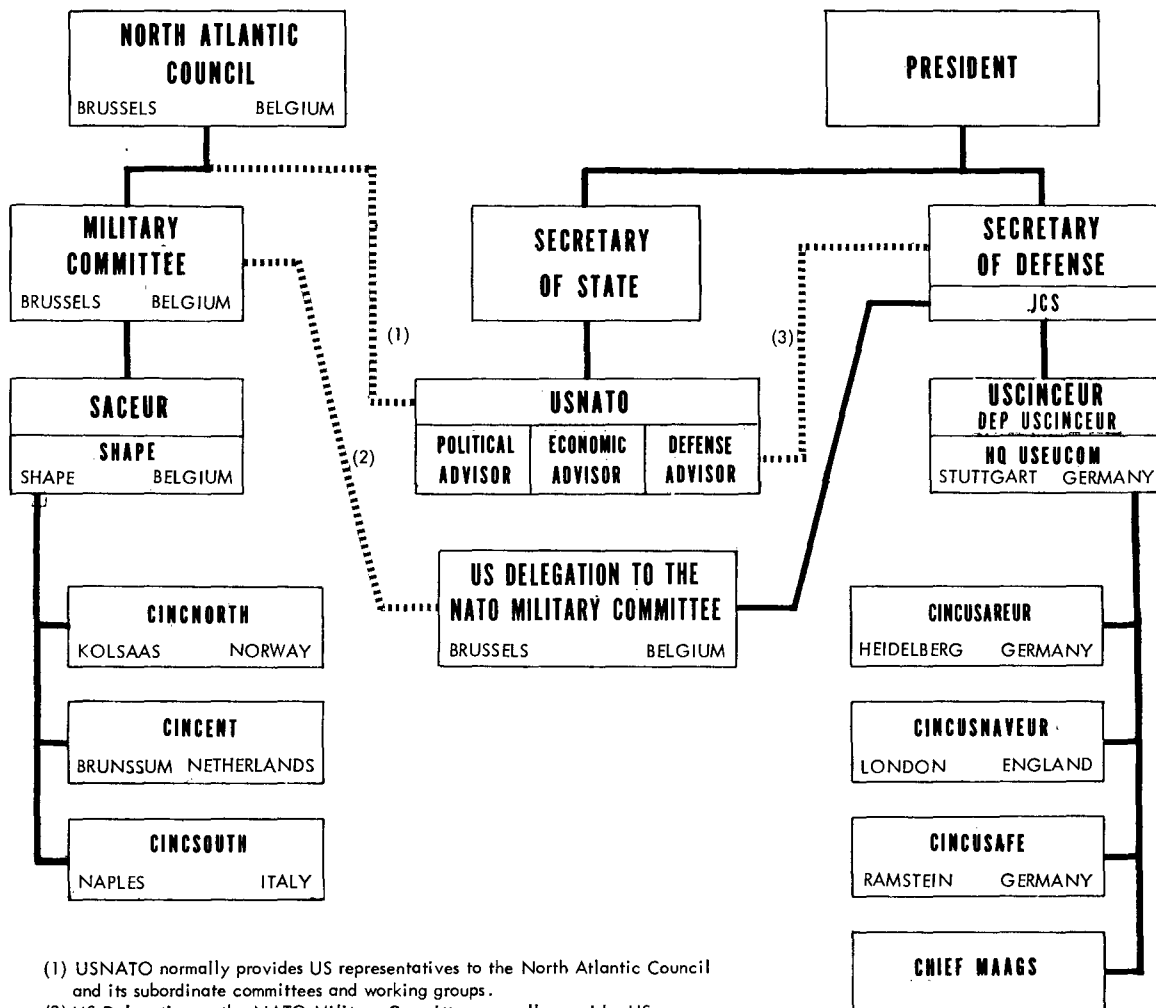 NORTH ATLANTIC
COUNCIL
BRUSSELS BELGIUM
PRESIDENT
MILITARY
COMMITTEE
BRUSSELS BELGIUM
SECRETARY
OF STATE
SECRETARY
OF DEFENSE
JCS
(1)
(3)
SACEUR
SHAPE
SHAPE BELGIUM
USNATO
POLITICAL
ADVISOR
ECONOMIC
ADVISOR
DEFENSE
ADVISOR
USCINCEUR
DEP USCINCEUR
HQ USEUCOM
STUTTGART GERMANY
(2)
US DELEGATION TO THE
NATO MILITARY COMMITTEE
BRUSSELS BELGIUM
CINCNORTH
KOLSAAS NORWAY
CINCENT
BRUNSSUM NETHERLANDS
CINCSOUTH
NAPLES ITALY
CINCUSAREUR
HEIDELBERG GERMANY
CINCUSNAVEUR
LONDON ENGLAND
CINCUSAFE
RAMSTEIN GERMANY
CHIEF MAAGS
(1) USNATO normally provides US representatives to the North Atlantic Council
and its subordinate committees and working groups.